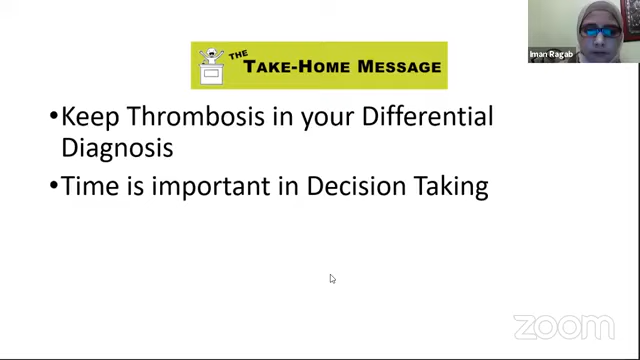 Iman Ragab
THE TAKE-HOME MESSAGE
•Keep Thrombosis in your Differential
Diagnosis
•Time is important in Decision Taking
zoom